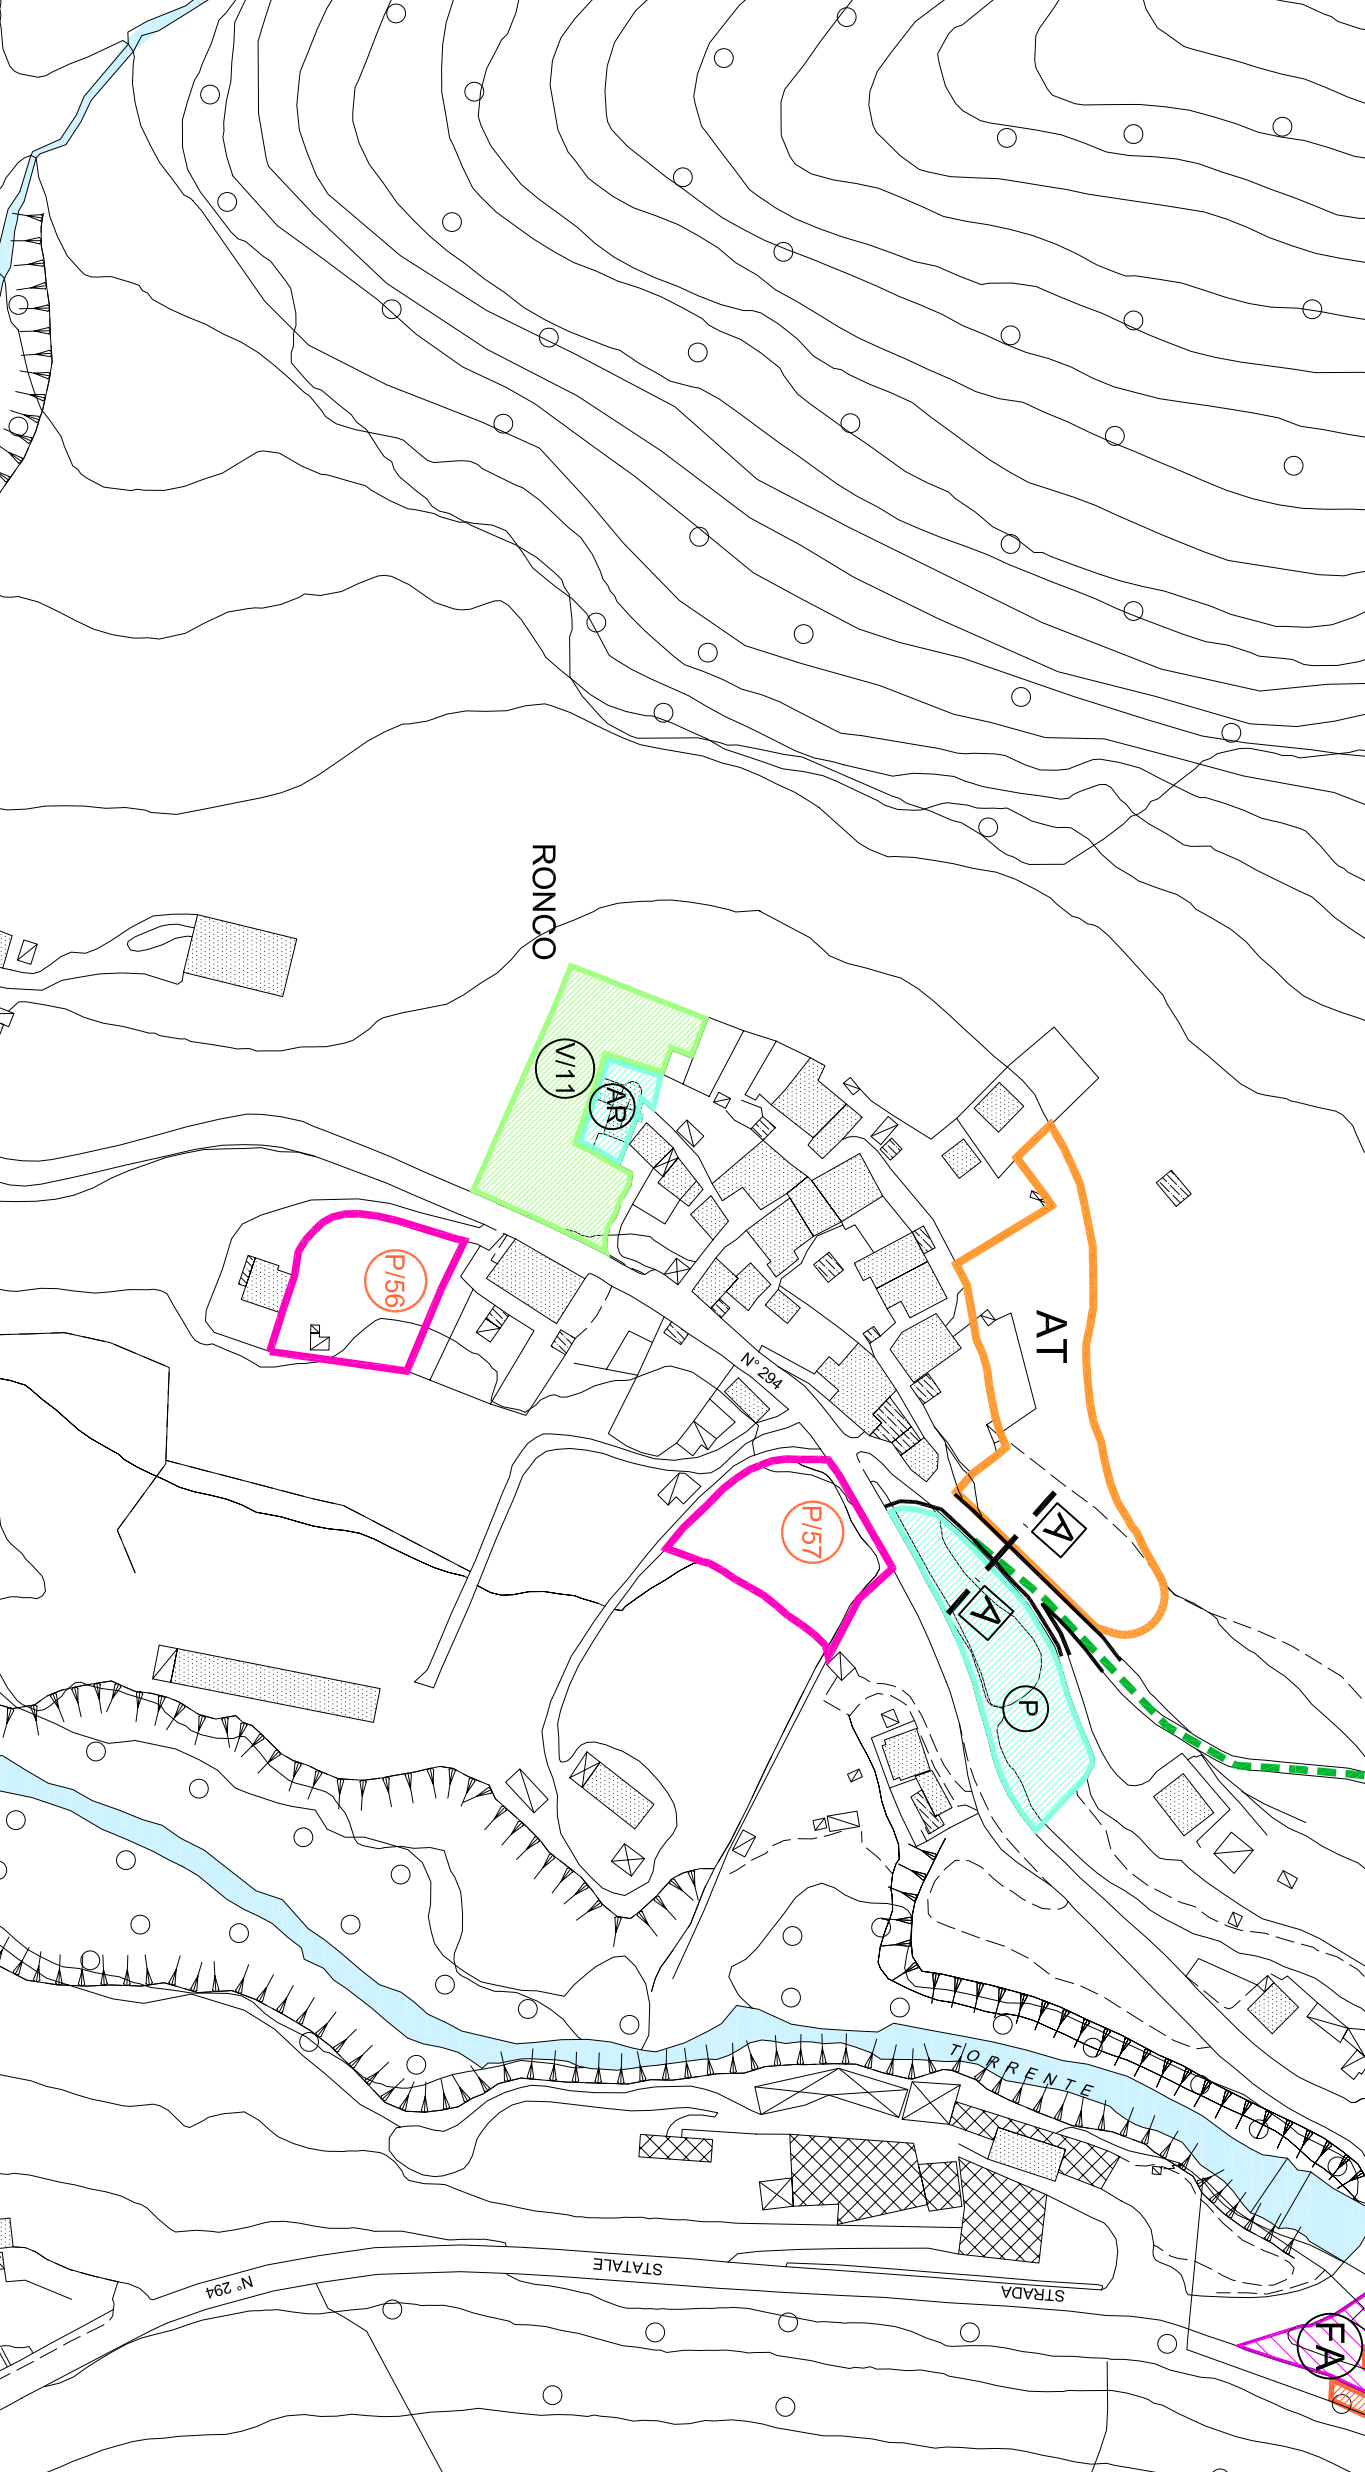 RONCO
V/11
AR
P/56
AT
N° 294
A
P/57
A
P
TORRENTE
STATALE
N° 294
STRADA
FA